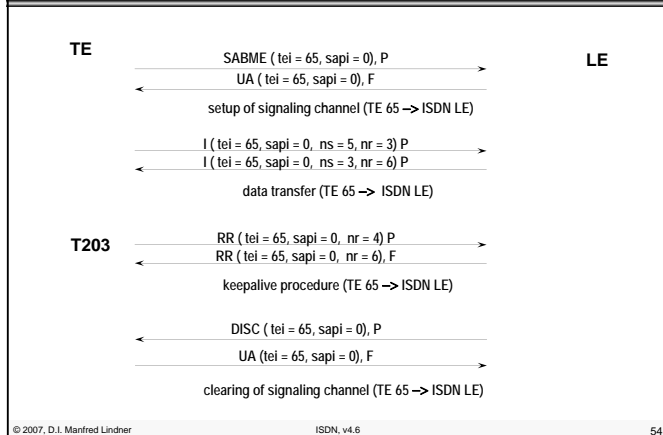 TE
LE
SABME ( tei = 65, sapi = 0), P
UA ( tei = 65, sapi = 0), F
setup of signaling channel (TE 65 –> ISDN LE)
I ( tei = 65, sapi = 0, ns = 5, nr = 3) P
I ( tei = 65, sapi = 0, ns = 3, nr = 6) P
data transfer (TE 65 –> ISDN LE)
T203
RR ( tei = 65, sapi = 0, nr = 4) P
RR ( tei = 65, sapi = 0, nr = 6), F
keepalive procedure (TE 65 –> ISDN LE)
DISC ( tei = 65, sapi = 0), P
UA (tei = 65, sapi = 0), F
clearing of signaling channel (TE 65 –> ISDN LE)
© 2007, D.I. Manfred Lindner ISDN, v4.6 54